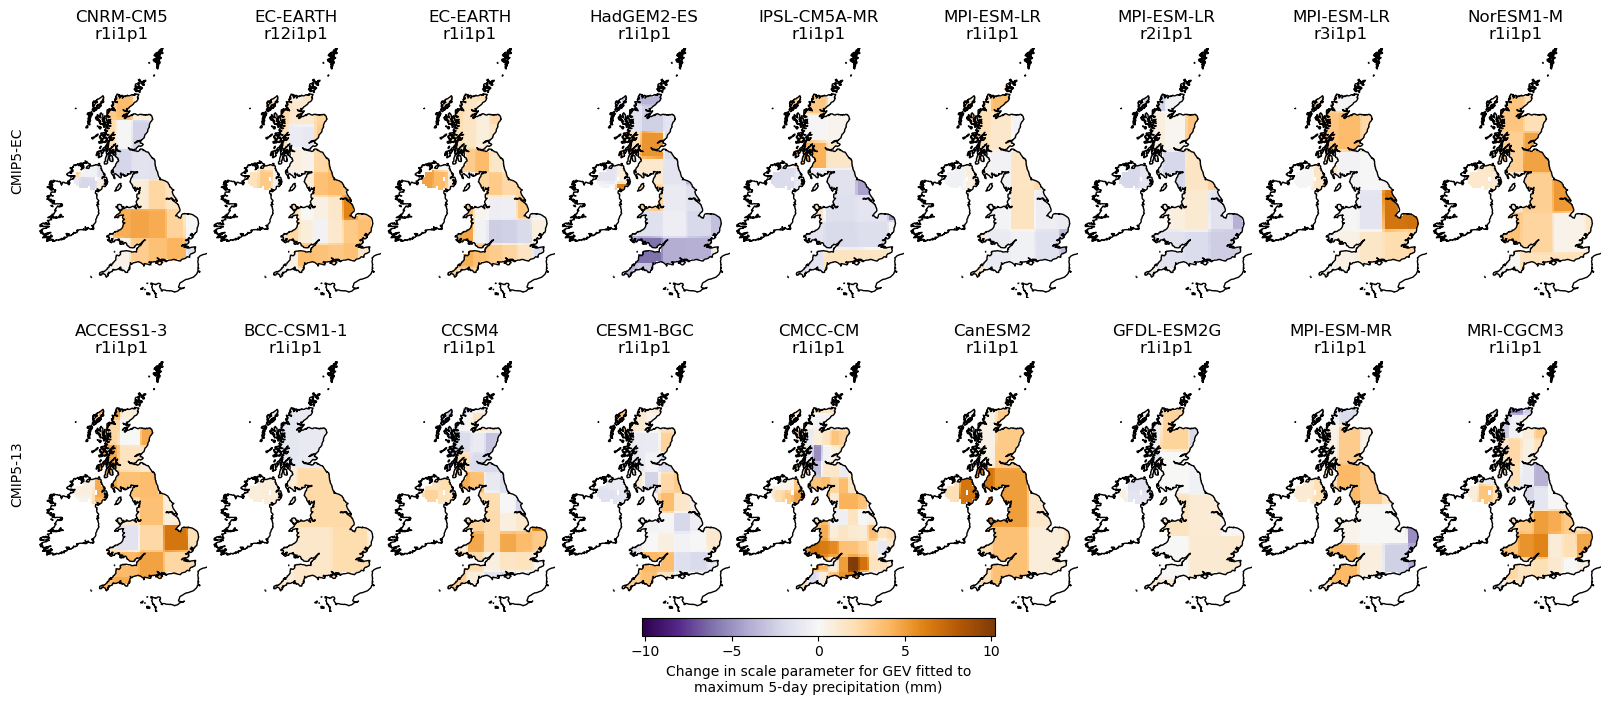 CNRM-CM5 EC-EARTH EC-EARTH HadGEM2-ES IPSL-CM5A-MR MPI-ESM-LR MPI-ESM-LR MPI-ESM-LR NorESM1-M
r1i1p1 r12i1p1 r1i1p1 r1i1p1 r1i1p1 r1i1p1 r2i1p1 r3i1p1 r1i1p1
CMIP5-EC
ACCESS1-3 BCC-CSM1-1 CCSM4 CESM1-BGC CMCC-CM CanESM2 GFDL-ESM2G MPI-ESM-MR MRI-CGCM3
r1i1p1 r1i1p1 r1i1p1 r1i1p1 r1i1p1 r1i1p1 r1i1p1 r1i1p1 r1i1p1
CMIP5-13
−10 −5 0 5 10
Change in scale parameter for GEV fitted to
maximum 5-day precipitation (mm)